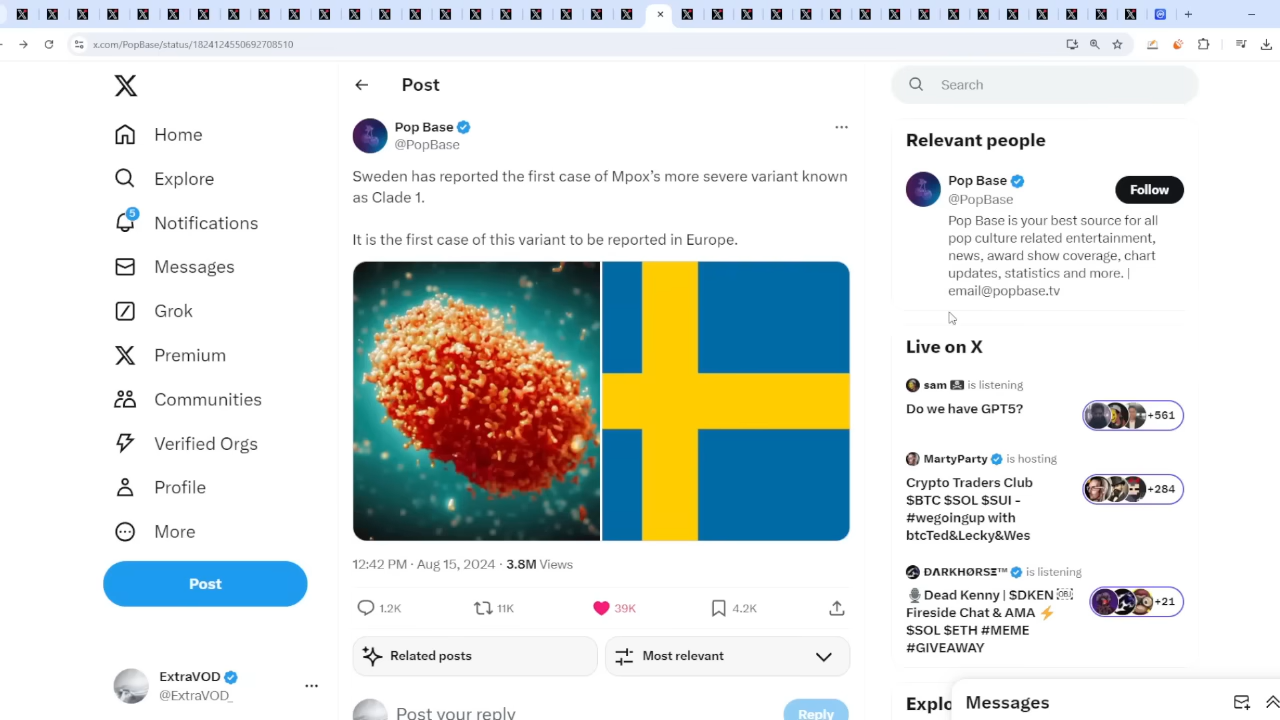 x.com/PopBase/status/1824124550692708510
Home
Explore
5
Notifications
Messages
Grok
Premium
Communities
Verified Orgs
Profile
More
Post
ExtraVOD
@ExtraVOD_
Post
Pop Base
@PopBase
Sweden has reported the first case of Mpox’s more severe variant known
as Clade 1.
It is the first case of this variant to be reported in Europe.
12:42 PM · Aug 15, 2024 · 3.8M Views
1.2K
11K
39K
4.2K
Related posts
Most relevant
Post your reply
Reply
Search
Relevant people
Pop Base
@PopBase
Follow
Pop Base is your best source for all
pop culture related entertainment,
news, award show coverage, chart
updates, statistics and more. |
email@popbase.tv
Live on X
sam is listening
Do we have GPT5?
+561
MartyParty is hosting
Crypto Traders Club
$BTC $SOL $SUI -
#wegoingup with
btcTed&Lecky&Wes
+284
DΛRKHØRSΞ™ is listening
Dead Kenny | $DKEN OBJ
Fireside Chat & AMA ⚡
$SOL $ETH #MEME
#GIVEAWAY
+21
Explo
Messages